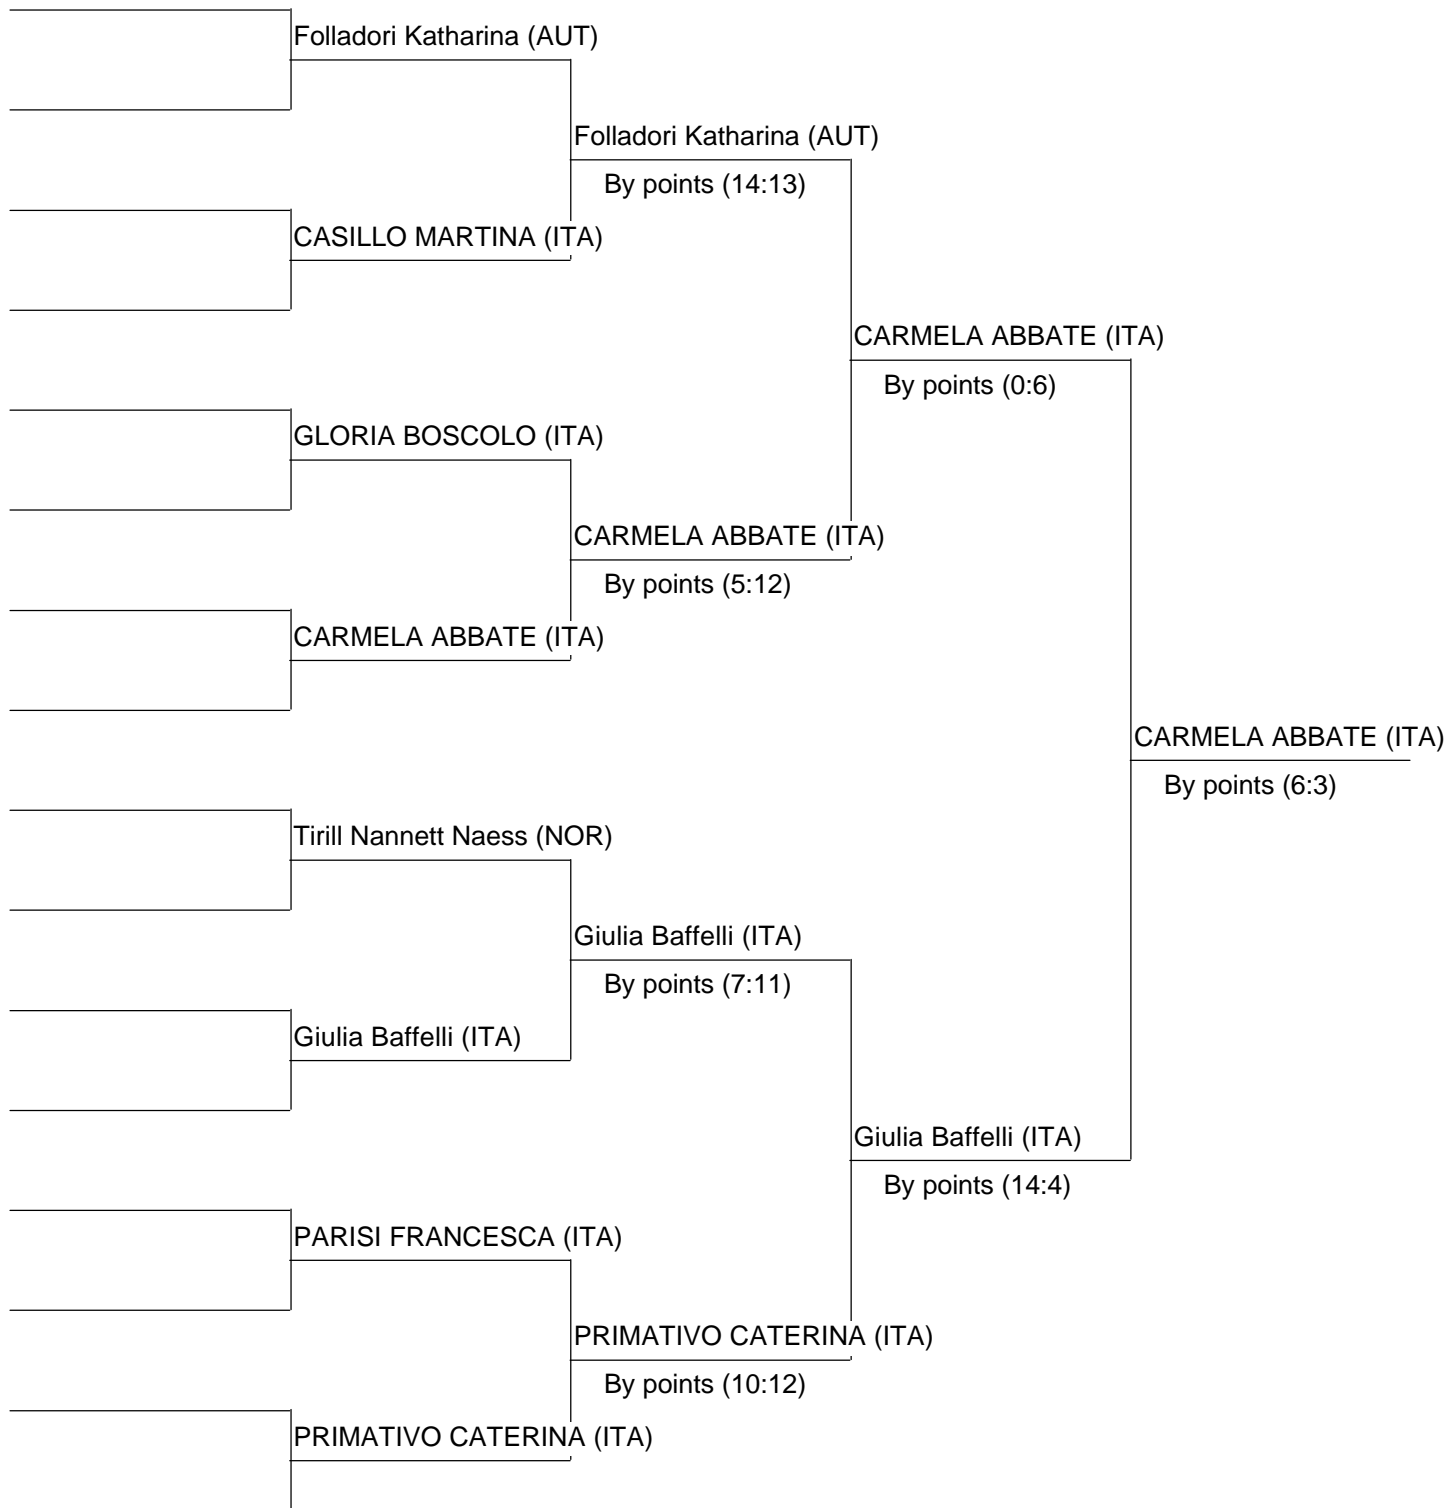 Folladori Katharina (AUT)
Folladori Katharina (AUT)
By points (14:13)
CASILLO MARTINA (ITA)
CARMELA ABBATE (ITA)
By points (0:6)
GLORIA BOSCOLO (ITA)
CARMELA ABBATE (ITA)
By points (5:12)
CARMELA ABBATE (ITA)
CARMELA ABBATE (ITA)
By points (6:3)
Tirill Nannett Naess (NOR)
Giulia Baffelli (ITA)
By points (7:11)
Giulia Baffelli (ITA)
Giulia Baffelli (ITA)
By points (14:4)
PARISI FRANCESCA (ITA)
PRIMATIVO CATERINA (ITA)
By points (10:12)
PRIMATIVO CATERINA (ITA)